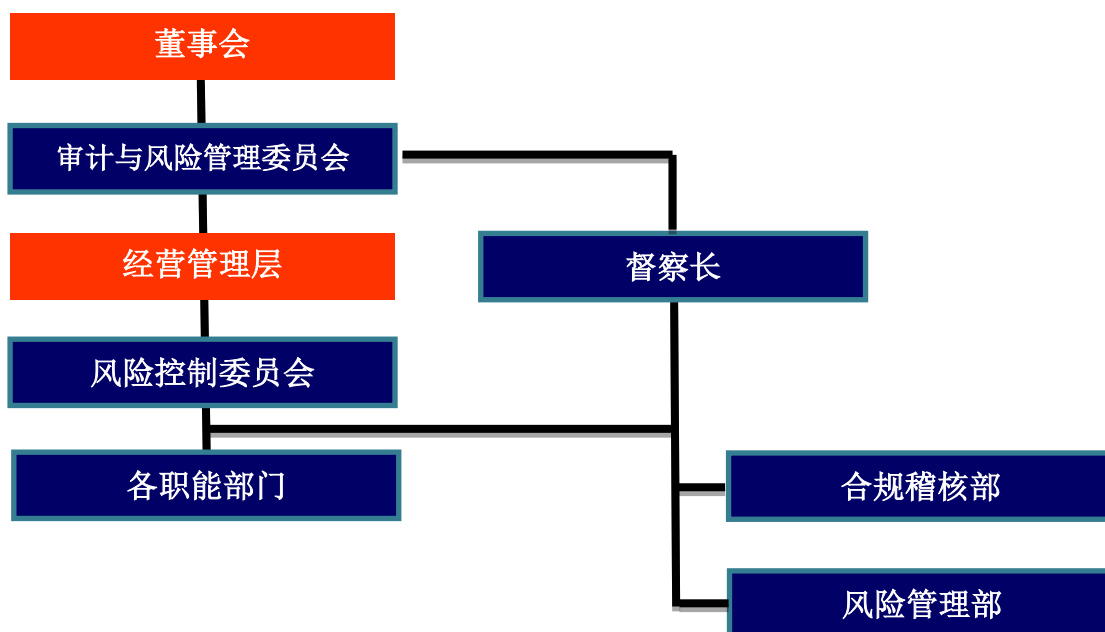 董事会
审计与风险管理委员会
经营管理层
督察长
风险控制委员会
各职能部门
合规稽核部
风险管理部